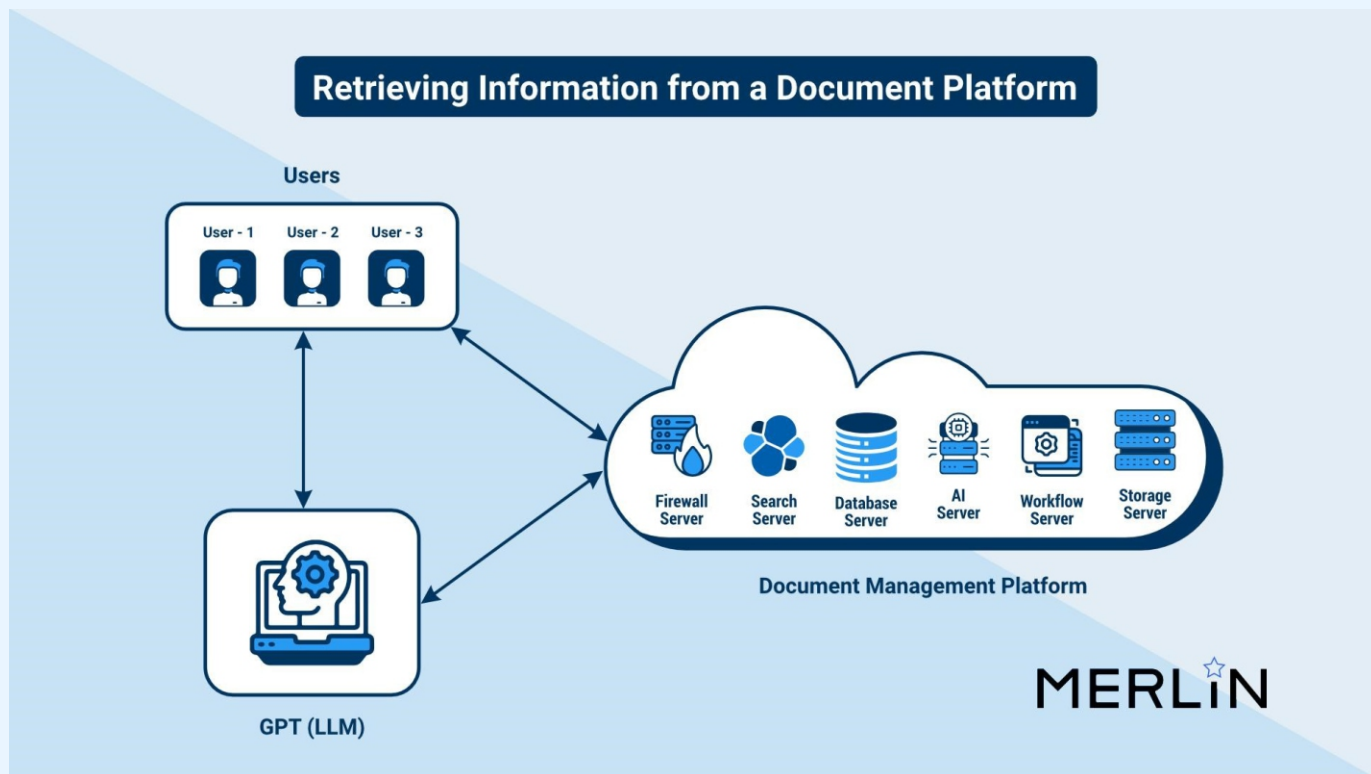 Retrieving Information from a Document Platform
Users
User - 1 User - 2 User - 3
Firewall Server
Search Server
Database Server
AI Server
Workflow Server
Storage Server
Document Management Platform
GPT (LLM)
MERLiN